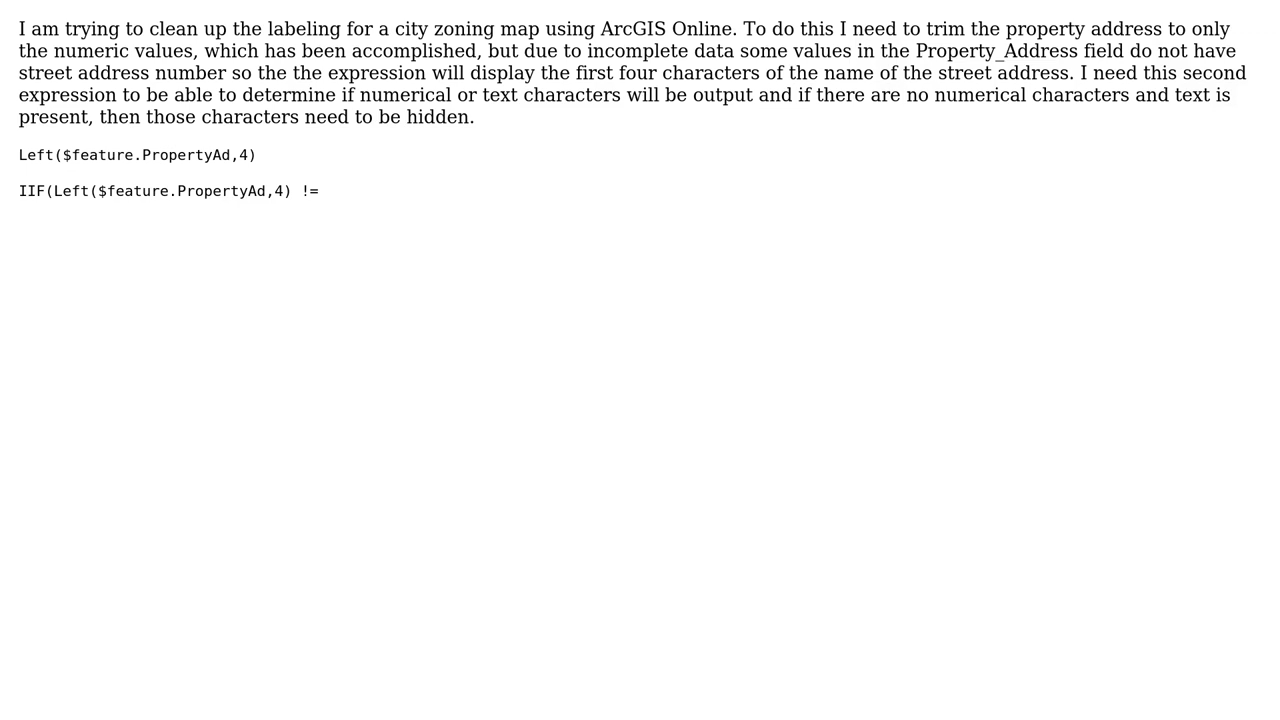 I am trying to clean up the labeling for a city zoning map using ArcGIS Online. To do this I need to trim the property address to only
the numeric values, which has been accomplished, but due to incomplete data some values in the Property_Address field do not have
street address number so the the expression will display the first four characters of the name of the street address. I need this second
expression to be able to determine if numerical or text characters will be output and if there are no numerical characters and text is
present, then those characters need to be hidden.
Left($feature.PropertyAd,4)
IIF(Left($feature.PropertyAd,4) !=